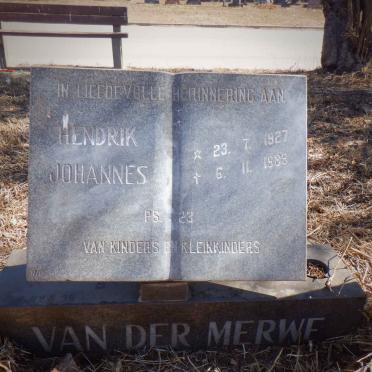 IN LIEFDEVOLLE HERINNERING AAN
HENDRIK
JOHANNES
☆ 23. 7. 1927
✝ 6. 11. 1983
PS. 23
VAN KINDERS EN KLEINKINDERS
VAN DER MERWE